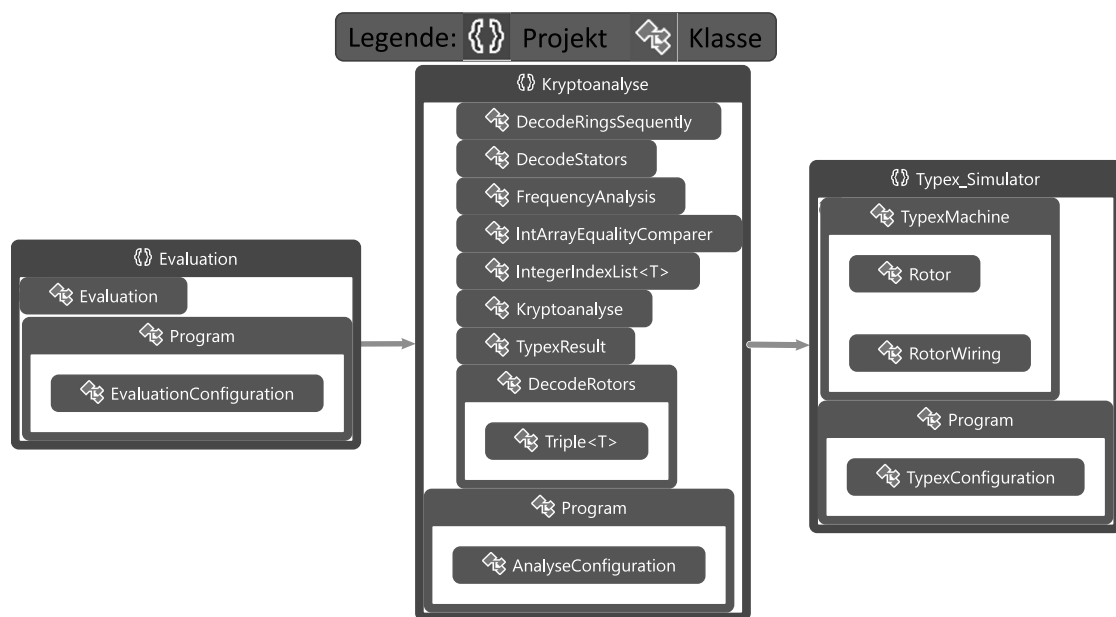 Legende: {} Projekt Klasse
{} Evaluation
Evaluation
Program
EvaluationConfiguration
{} Kryptoanalyse
DecodeRingsSequently
DecodeStators
FrequencyAnalysis
IntArrayEqualityComparer
IntegerIndexList<T>
Kryptoanalyse
TypexResult
DecodeRotors
Triple<T>
Program
AnalyseConfiguration
{} Typex_Simulator
TypexMachine
Rotor
RotorWiring
Program
TypexConfiguration